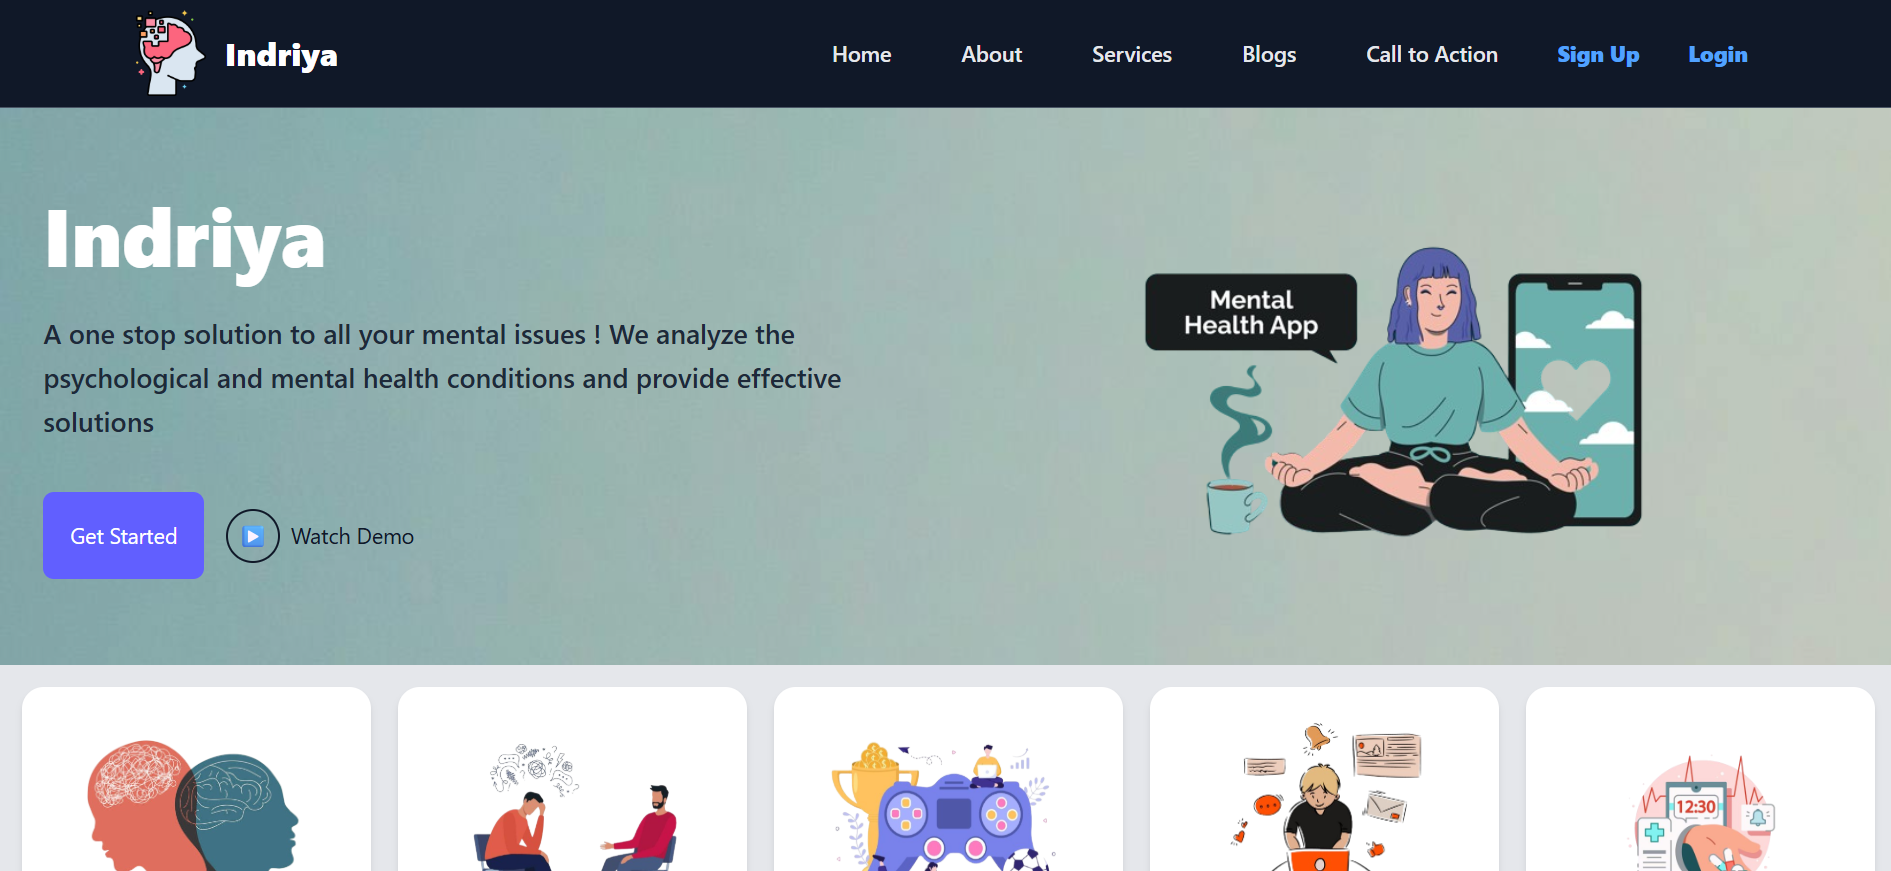 Indriya
Home About Services Blogs Call to Action Sign Up Login
Indriya
A one stop solution to all your mental issues ! We analyze the
psychological and mental health conditions and provide effective
solutions
Get Started
Watch Demo
Mental
Health App
12:30